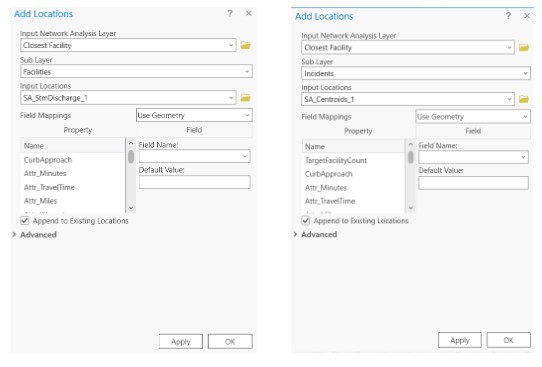 Add Locations ? ×
Input Network Analysis Layer
Closest Facility
Sub Layer
Facilities
Input Locations
SA_StmDischarge_1
Field Mappings Use Geometry
Property Field
Name Field Name:
CurbApproach
Attr_Minutes Default Value:
Attr_TravelTime
Attr_Miles
Append to Existing Locations
> Advanced
Apply OK
Add Locations ? ×
Input Network Analysis Layer
Closest Facility
Sub Layer
Incidents
Input Locations
SA_Centroids_1
Field Mappings Use Geometry
Property Field
Name Field Name:
TargetFacilityCount
CurbApproach Default Value:
Attr_Minutes
Attr_TravelTime
Append to Existing Locations
> Advanced
Apply OK